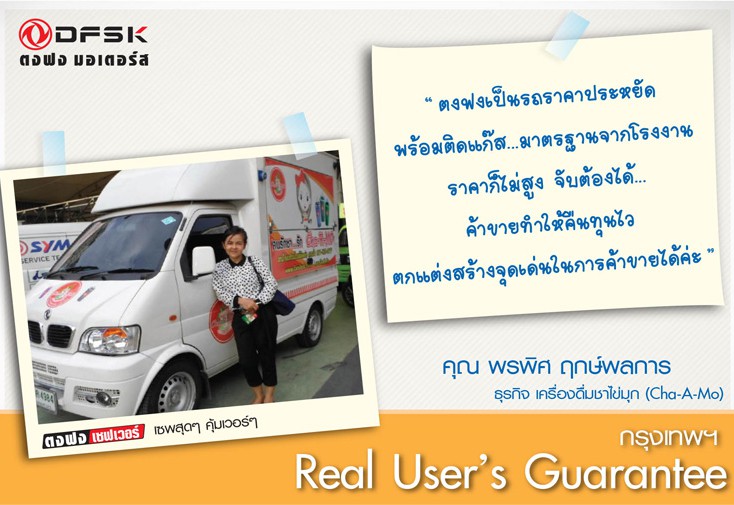 DFSK
ตงฟง มอเตอร์ส
“ ตงฟงเป็นรถราคาประหยัด
พร้อมติดแก๊ส...มาตรฐานจากโรงงาน
ราคาก็ไม่สูง จับต้องได้...
ค้าขายทำให้คืนทุนไว
ตกแต่งสร้างจุดเด่นในการค้าขายได้ค่ะ ”
SYM
SERVICE TE
คุณ พรพิศ ฤกษ์พลการ
ธุรกิจ เครื่องดื่มชาไข่มุก (Cha-A-Mo)
ตงฟง เซฟเวอร์ เซฟสุดๆ คุ้มเวอร์ๆ
กรุงเทพฯ
Real User’s Guarantee